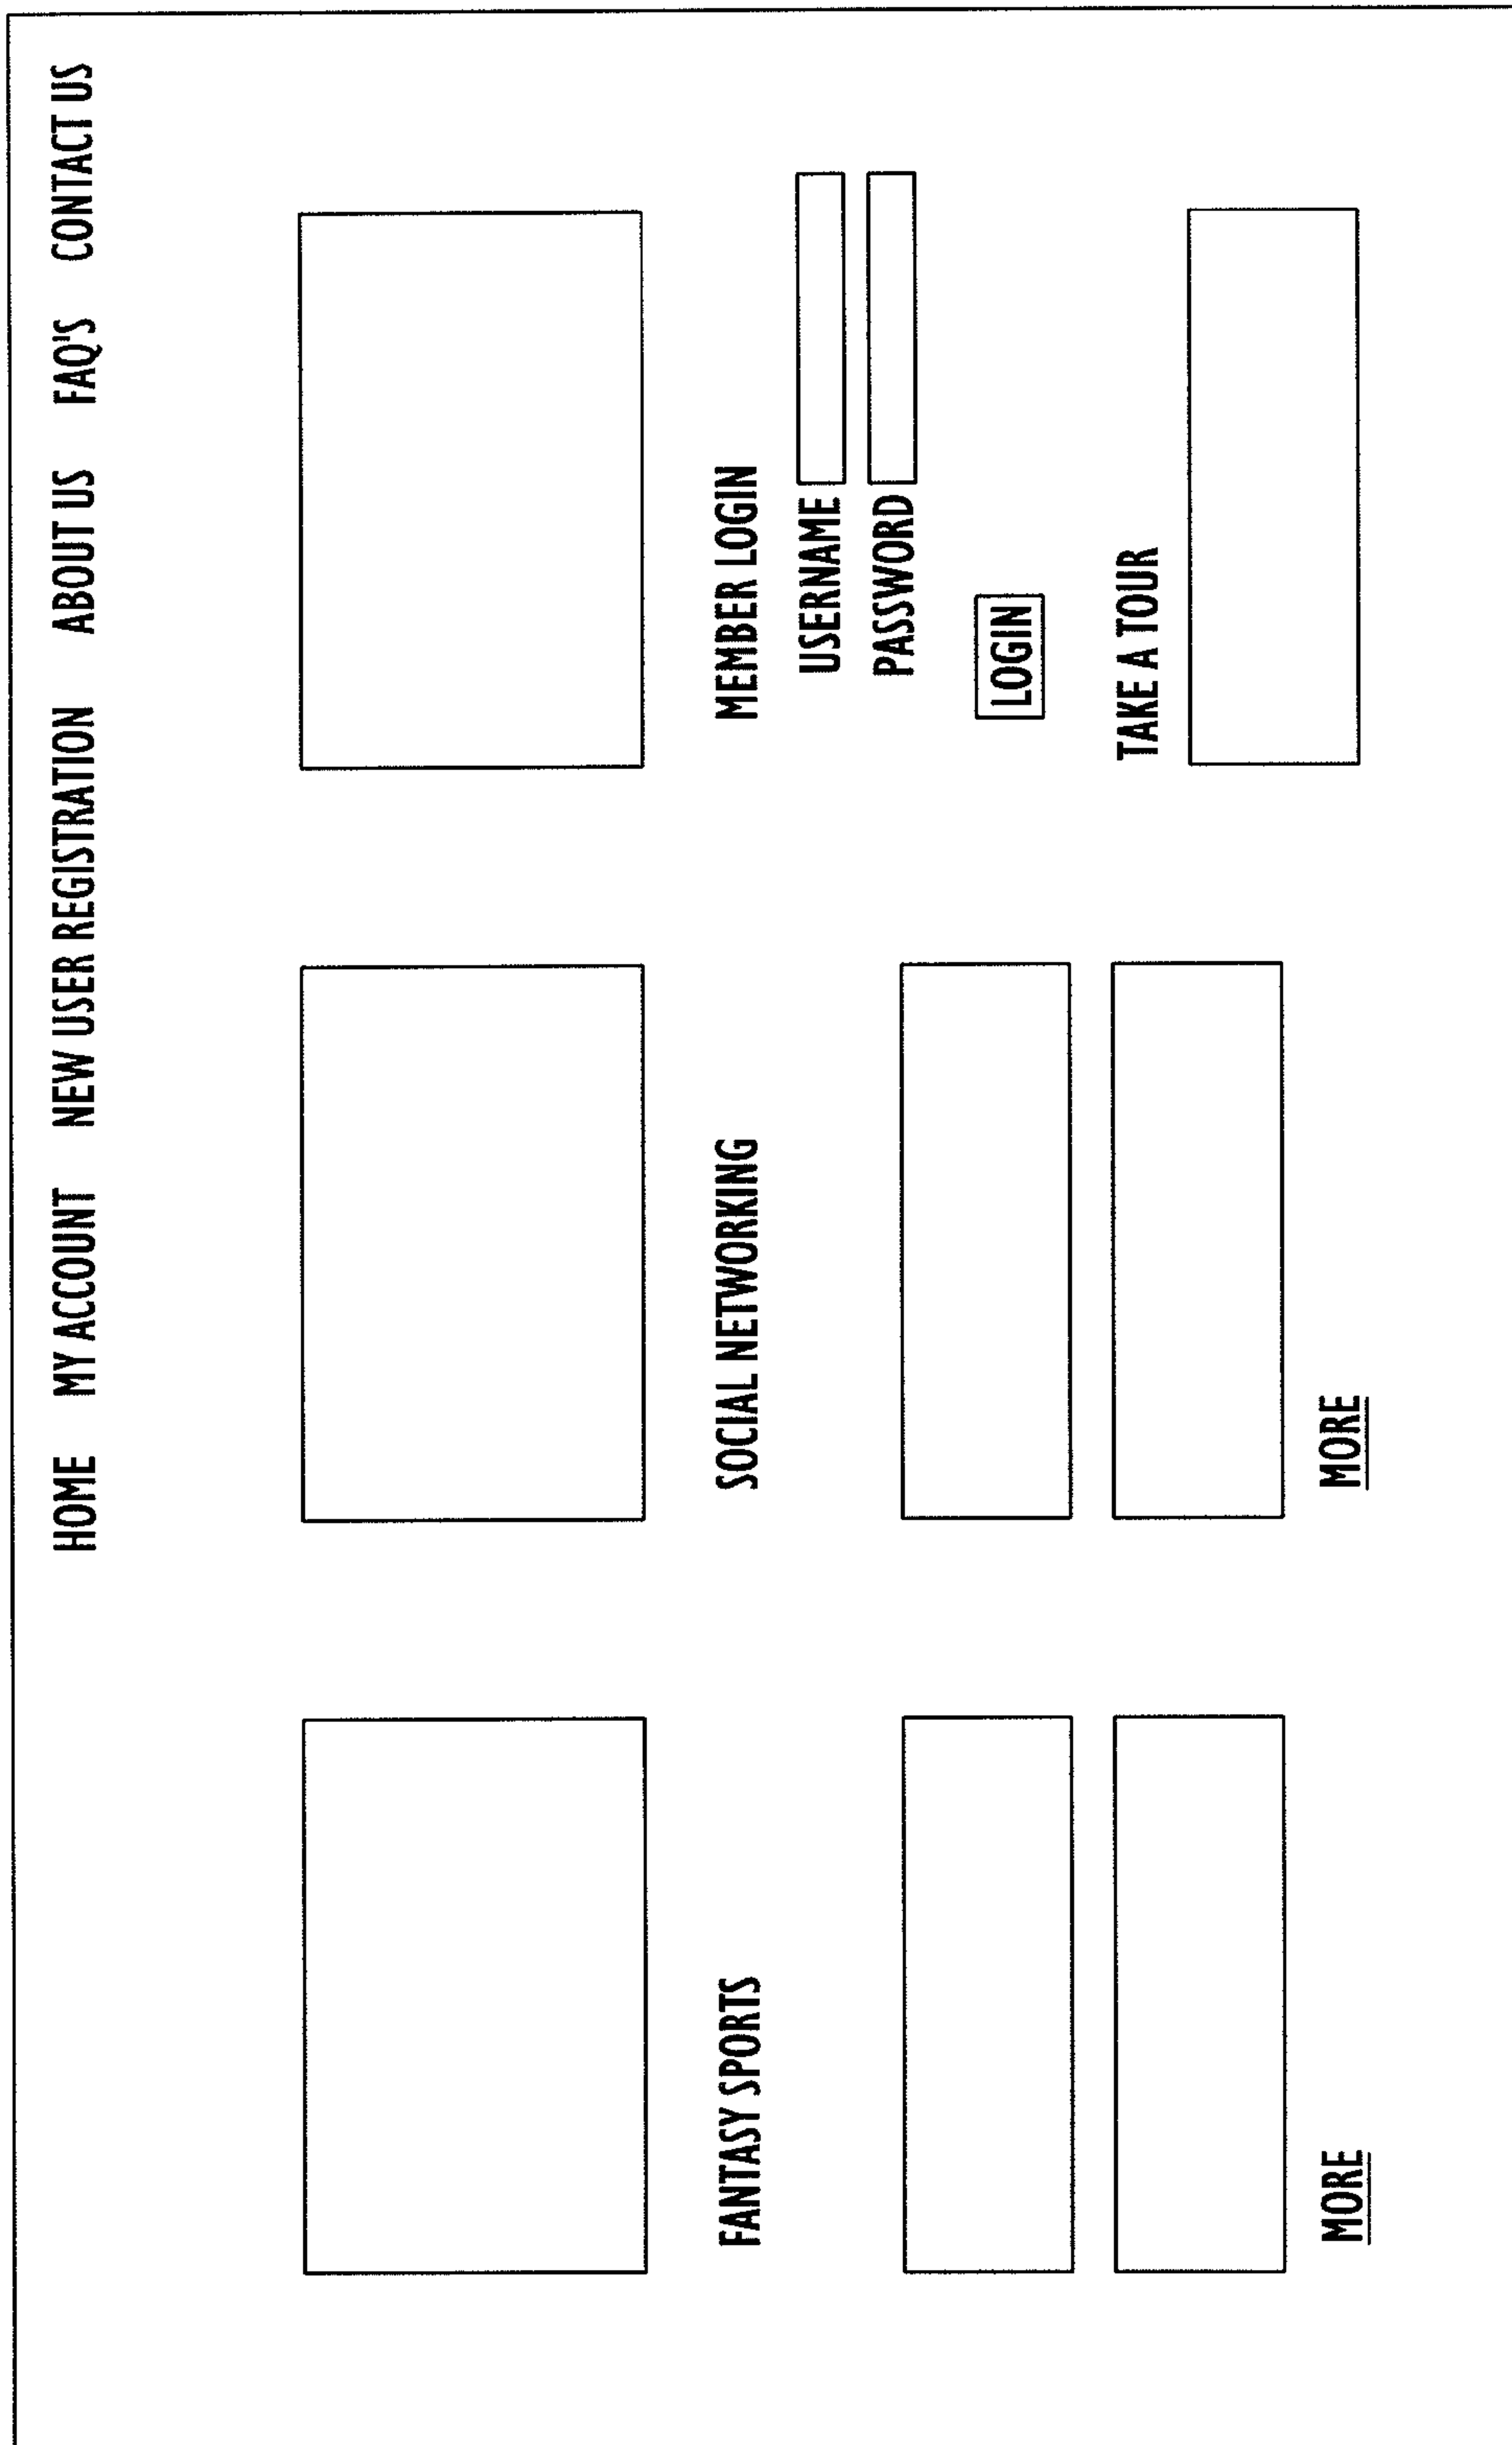 HOME MY ACCOUNT NEW USER REGISTRATION ABOUT US FAQ'S CONTACT US
FANTASY SPORTS SOCIAL NETWORKING MEMBER LOGIN
USERNAME
PASSWORD
LOGIN
TAKE A TOUR
MORE MORE